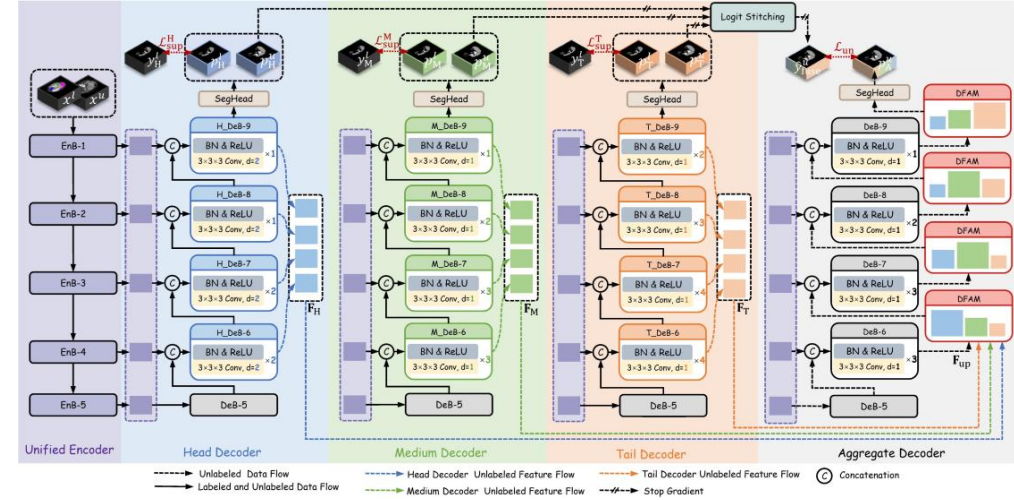 Logit Stitching
L^H_sup
y^l_H
p^l_H
p^u_H
L^M_sup
y^l_M
p^l_M
p^u_M
L^T_sup
y^l_T
p^l_T
p^u_T
L_un
x^l
x^u
SegHead
SegHead
SegHead
SegHead
EnB-1
EnB-2
EnB-3
EnB-4
EnB-5
Unified Encoder
H_DeB-9
C
BN & ReLU
3×3×3 Conv, d=2
×1
H_DeB-8
C
BN & ReLU
3×3×3 Conv, d=2
×1
H_DeB-7
C
BN & ReLU
3×3×3 Conv, d=2
×2
H_DeB-6
C
BN & ReLU
3×3×3 Conv, d=2
×2
DeB-5
F_H
Head Decoder
M_DeB-9
C
BN & ReLU
3×3×3 Conv, d=1
×1
M_DeB-8
C
BN & ReLU
3×3×3 Conv, d=1
×2
M_DeB-7
C
BN & ReLU
3×3×3 Conv, d=1
×3
M_DeB-6
C
BN & ReLU
3×3×3 Conv, d=1
×3
DeB-5
F_M
Medium Decoder
T_DeB-9
C
BN & ReLU
3×3×3 Conv, d=1
×2
T_DeB-8
C
BN & ReLU
3×3×3 Conv, d=1
×3
T_DeB-7
C
BN & ReLU
3×3×3 Conv, d=1
×4
T_DeB-6
C
BN & ReLU
3×3×3 Conv, d=1
×4
DeB-5
F_T
Tail Decoder
DeB-9
C
BN & ReLU
3×3×3 Conv, d=1
×1
DeB-8
C
BN & ReLU
3×3×3 Conv, d=1
×2
DeB-7
C
BN & ReLU
3×3×3 Conv, d=1
×3
DeB-6
C
BN & ReLU
3×3×3 Conv, d=1
×3
DeB-5
F_up
DFAM
DFAM
DFAM
DFAM
Aggregate Decoder
Unlabeled Data Flow
Head Decoder Unlabeled Feature Flow
Tail Decoder Unlabeled Feature Flow
C Concatenation
Labeled and Unlabeled Data Flow
Medium Decoder Unlabeled Feature Flow
Stop Gradient